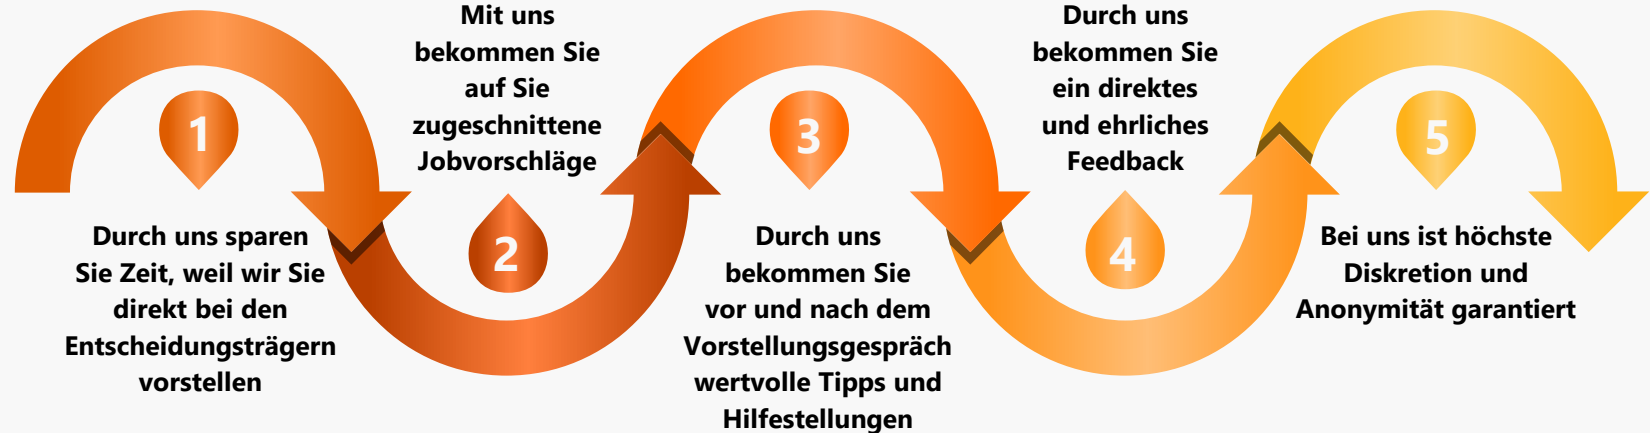 1
Durch uns sparen
Sie Zeit, weil wir Sie
direkt bei den
Entscheidungsträgern
vorstellen
Mit uns
bekommen Sie
auf Sie
zugeschnittene
Jobvorschläge
2
3
Durch uns
bekommen Sie
vor und nach dem
Vorstellungsgespräch
wertvolle Tipps und
Hilfestellungen
Durch uns
bekommen Sie
ein direktes
und ehrliches
Feedback
4
5
Bei uns ist höchste
Diskretion und
Anonymität garantiert